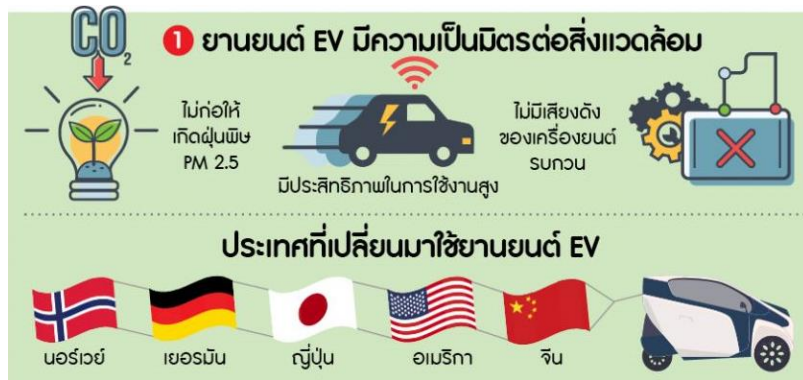 CO2
1 ยานยนต์ EV มีความเป็นมิตรต่อสิ่งแวดล้อม
ไม่ก่อให้
เกิดฝุ่นพิษ
PM 2.5
มีประสิทธิภาพในการใช้งานสูง
ไม่มีเสียงดัง
ของเครื่องยนต์
รบกวน
ประเทศที่เปลี่ยนมาใช้ยานยนต์ EV
นอร์เวย์
เยอรมัน
ญี่ปุ่น
อเมริกา
จีน